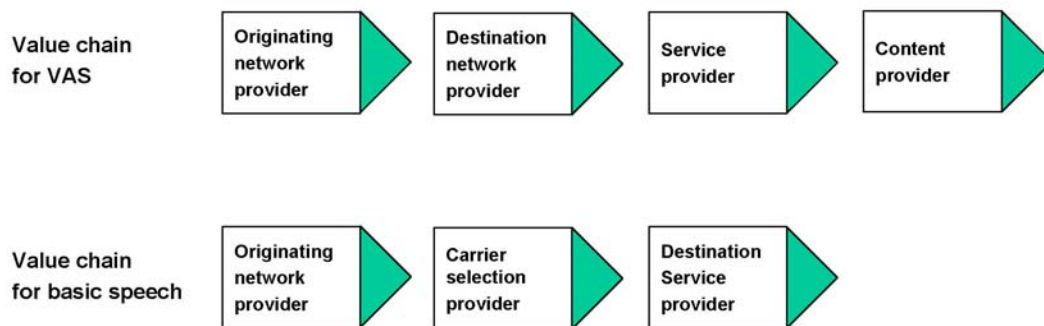 Value chain
for VAS
Originating
network
provider
Destination
network
provider
Service
provider
Content
provider
Value chain
for basic speech
Originating
network
provider
Carrier
selection
provider
Destination
Service
provider